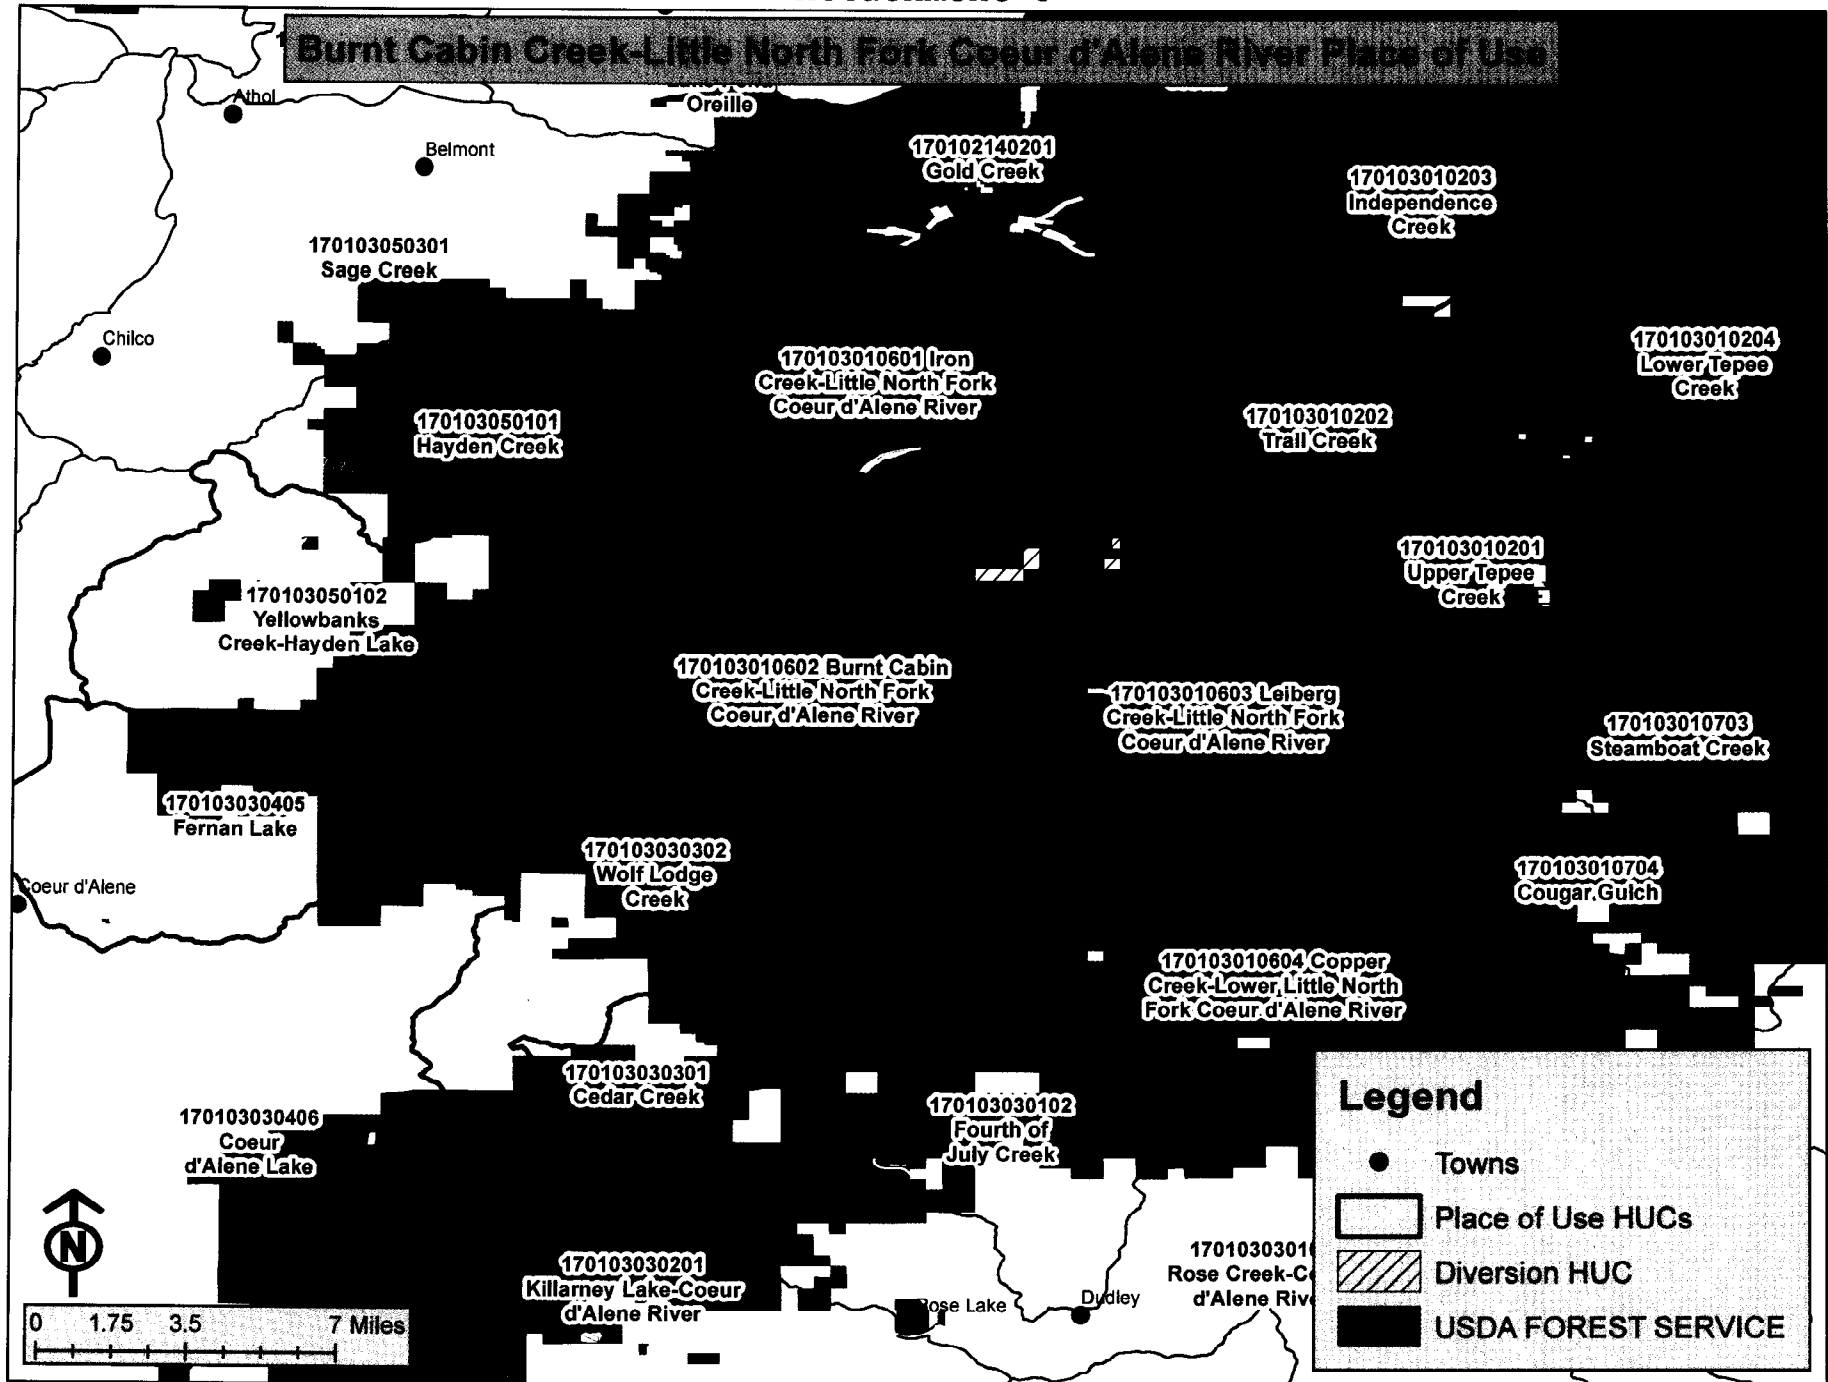 Burnt Cabin Creek-Little North Fork Coeur d'Alene River Place of Use
Athol
Oreille
Belmont
170102140201
Gold Creek
170103010203
Independence
Creek
170103050301
Sage Creek
Chilco
170103010204
Lower Tepee
Creek
170103010601 Iron
Creek-Little North Fork
Coeur d'Alene River
170103050101
Hayden Creek
170103010202
Trail Creek
170103010201
Upper Tepee
Creek
170103050102
Yellowbanks
Creek-Hayden Lake
170103010602 Burnt Cabin
Creek-Little North Fork
Coeur d'Alene River
170103010603 Leiberg
Creek-Little North Fork
Coeur d'Alene River
170103010703
Steamboat Creek
170103030405
Fernan Lake
170103030302
Wolf Lodge
Creek
170103010704
Cougar Gulch
Coeur d'Alene
170103010604 Copper
Creek-Lower Little North
Fork Coeur d'Alene River
170103030301
Cedar Creek
170103030102
Fourth of
July Creek
170103030406
Coeur
d'Alene Lake
N
170103030201
Killarney Lake-Coeur
d'Alene River
Rose Lake
Dudley
17010303010
Rose Creek-Co
d'Alene Rive
0 1.75 3.5 7 Miles
Legend
Towns
Place of Use HUCs
Diversion HUC
USDA FOREST SERVICE